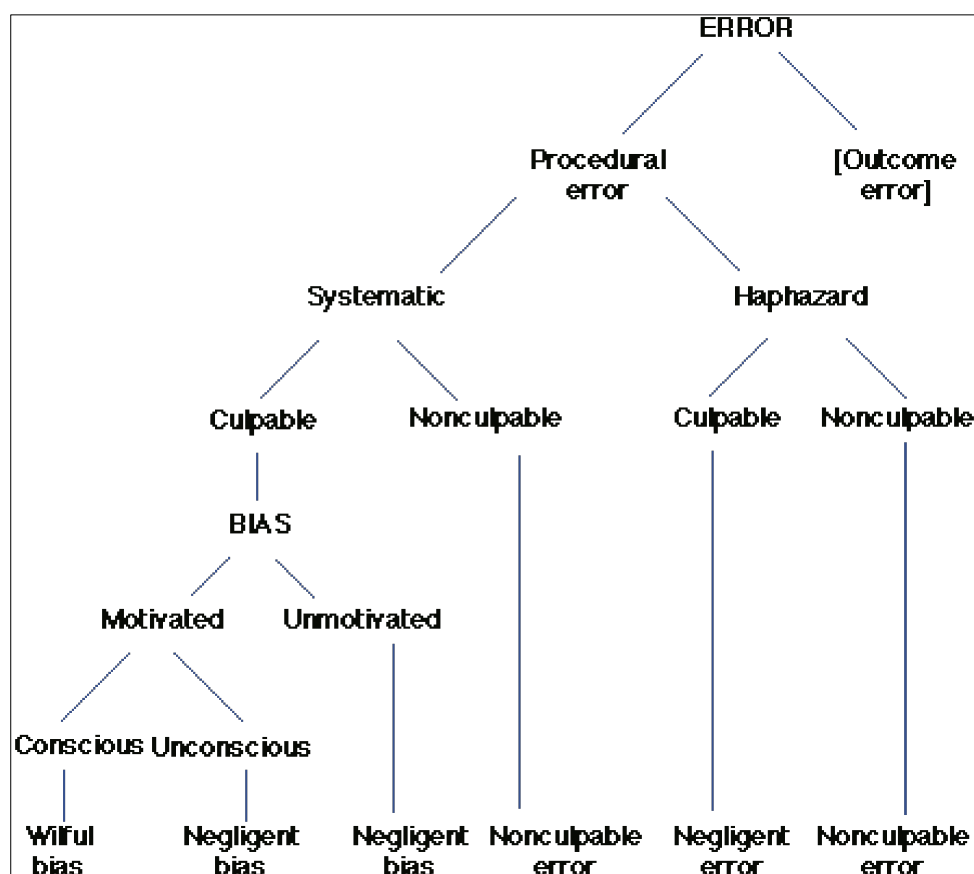 ERROR
Procedural
error
[Outcome
error]
Systematic
Haphazard
Culpable
Nonculpable
Culpable
Nonculpable
BIAS
Motivated
Unmotivated
Conscious
Unconscious
Wilful
bias
Negligent
bias
Negligent
bias
Nonculpable
error
Negligent
error
Nonculpable
error